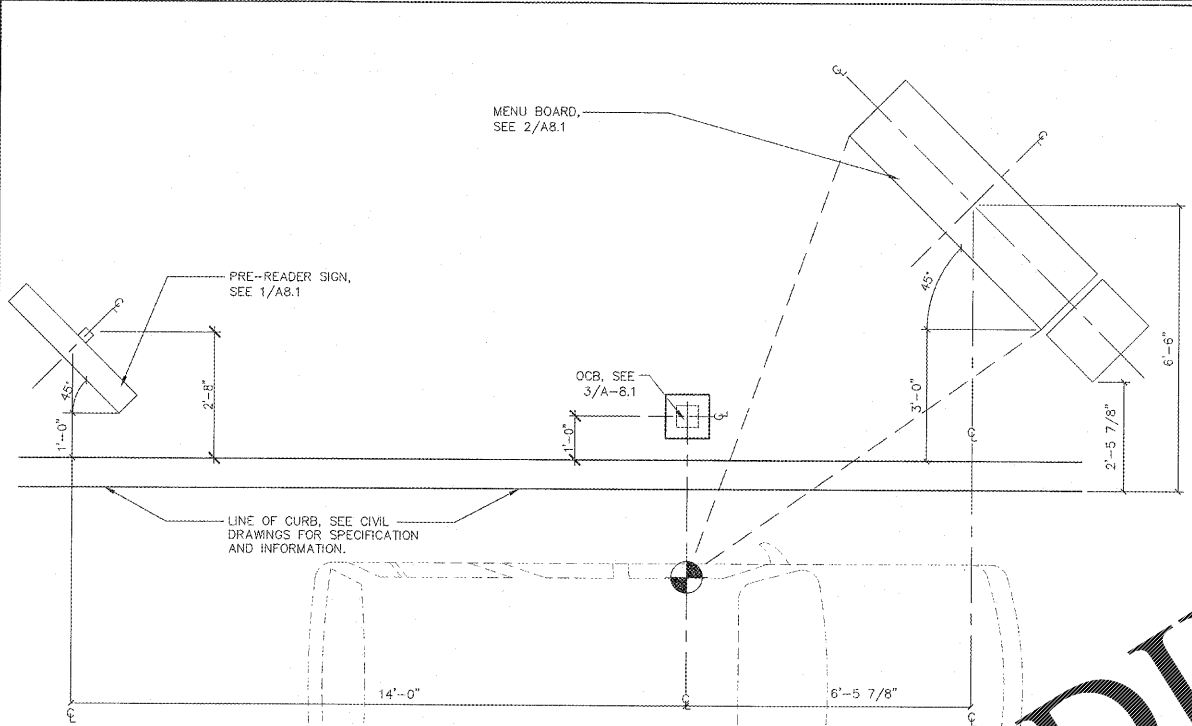 MENU BOARD,
SEE 2/A8.1
PRE-READER SIGN,
SEE 1/A8.1
45°
45°
6'-6"
2'-8"
OCB, SEE
3/A-8.1
3'-0"
1'-0"
1'-0"
2'-5 7/8"
LINE OF CURB, SEE CIVIL
DRAWINGS FOR SPECIFICATION
AND INFORMATION.
14'-0"
6'-5 7/8"